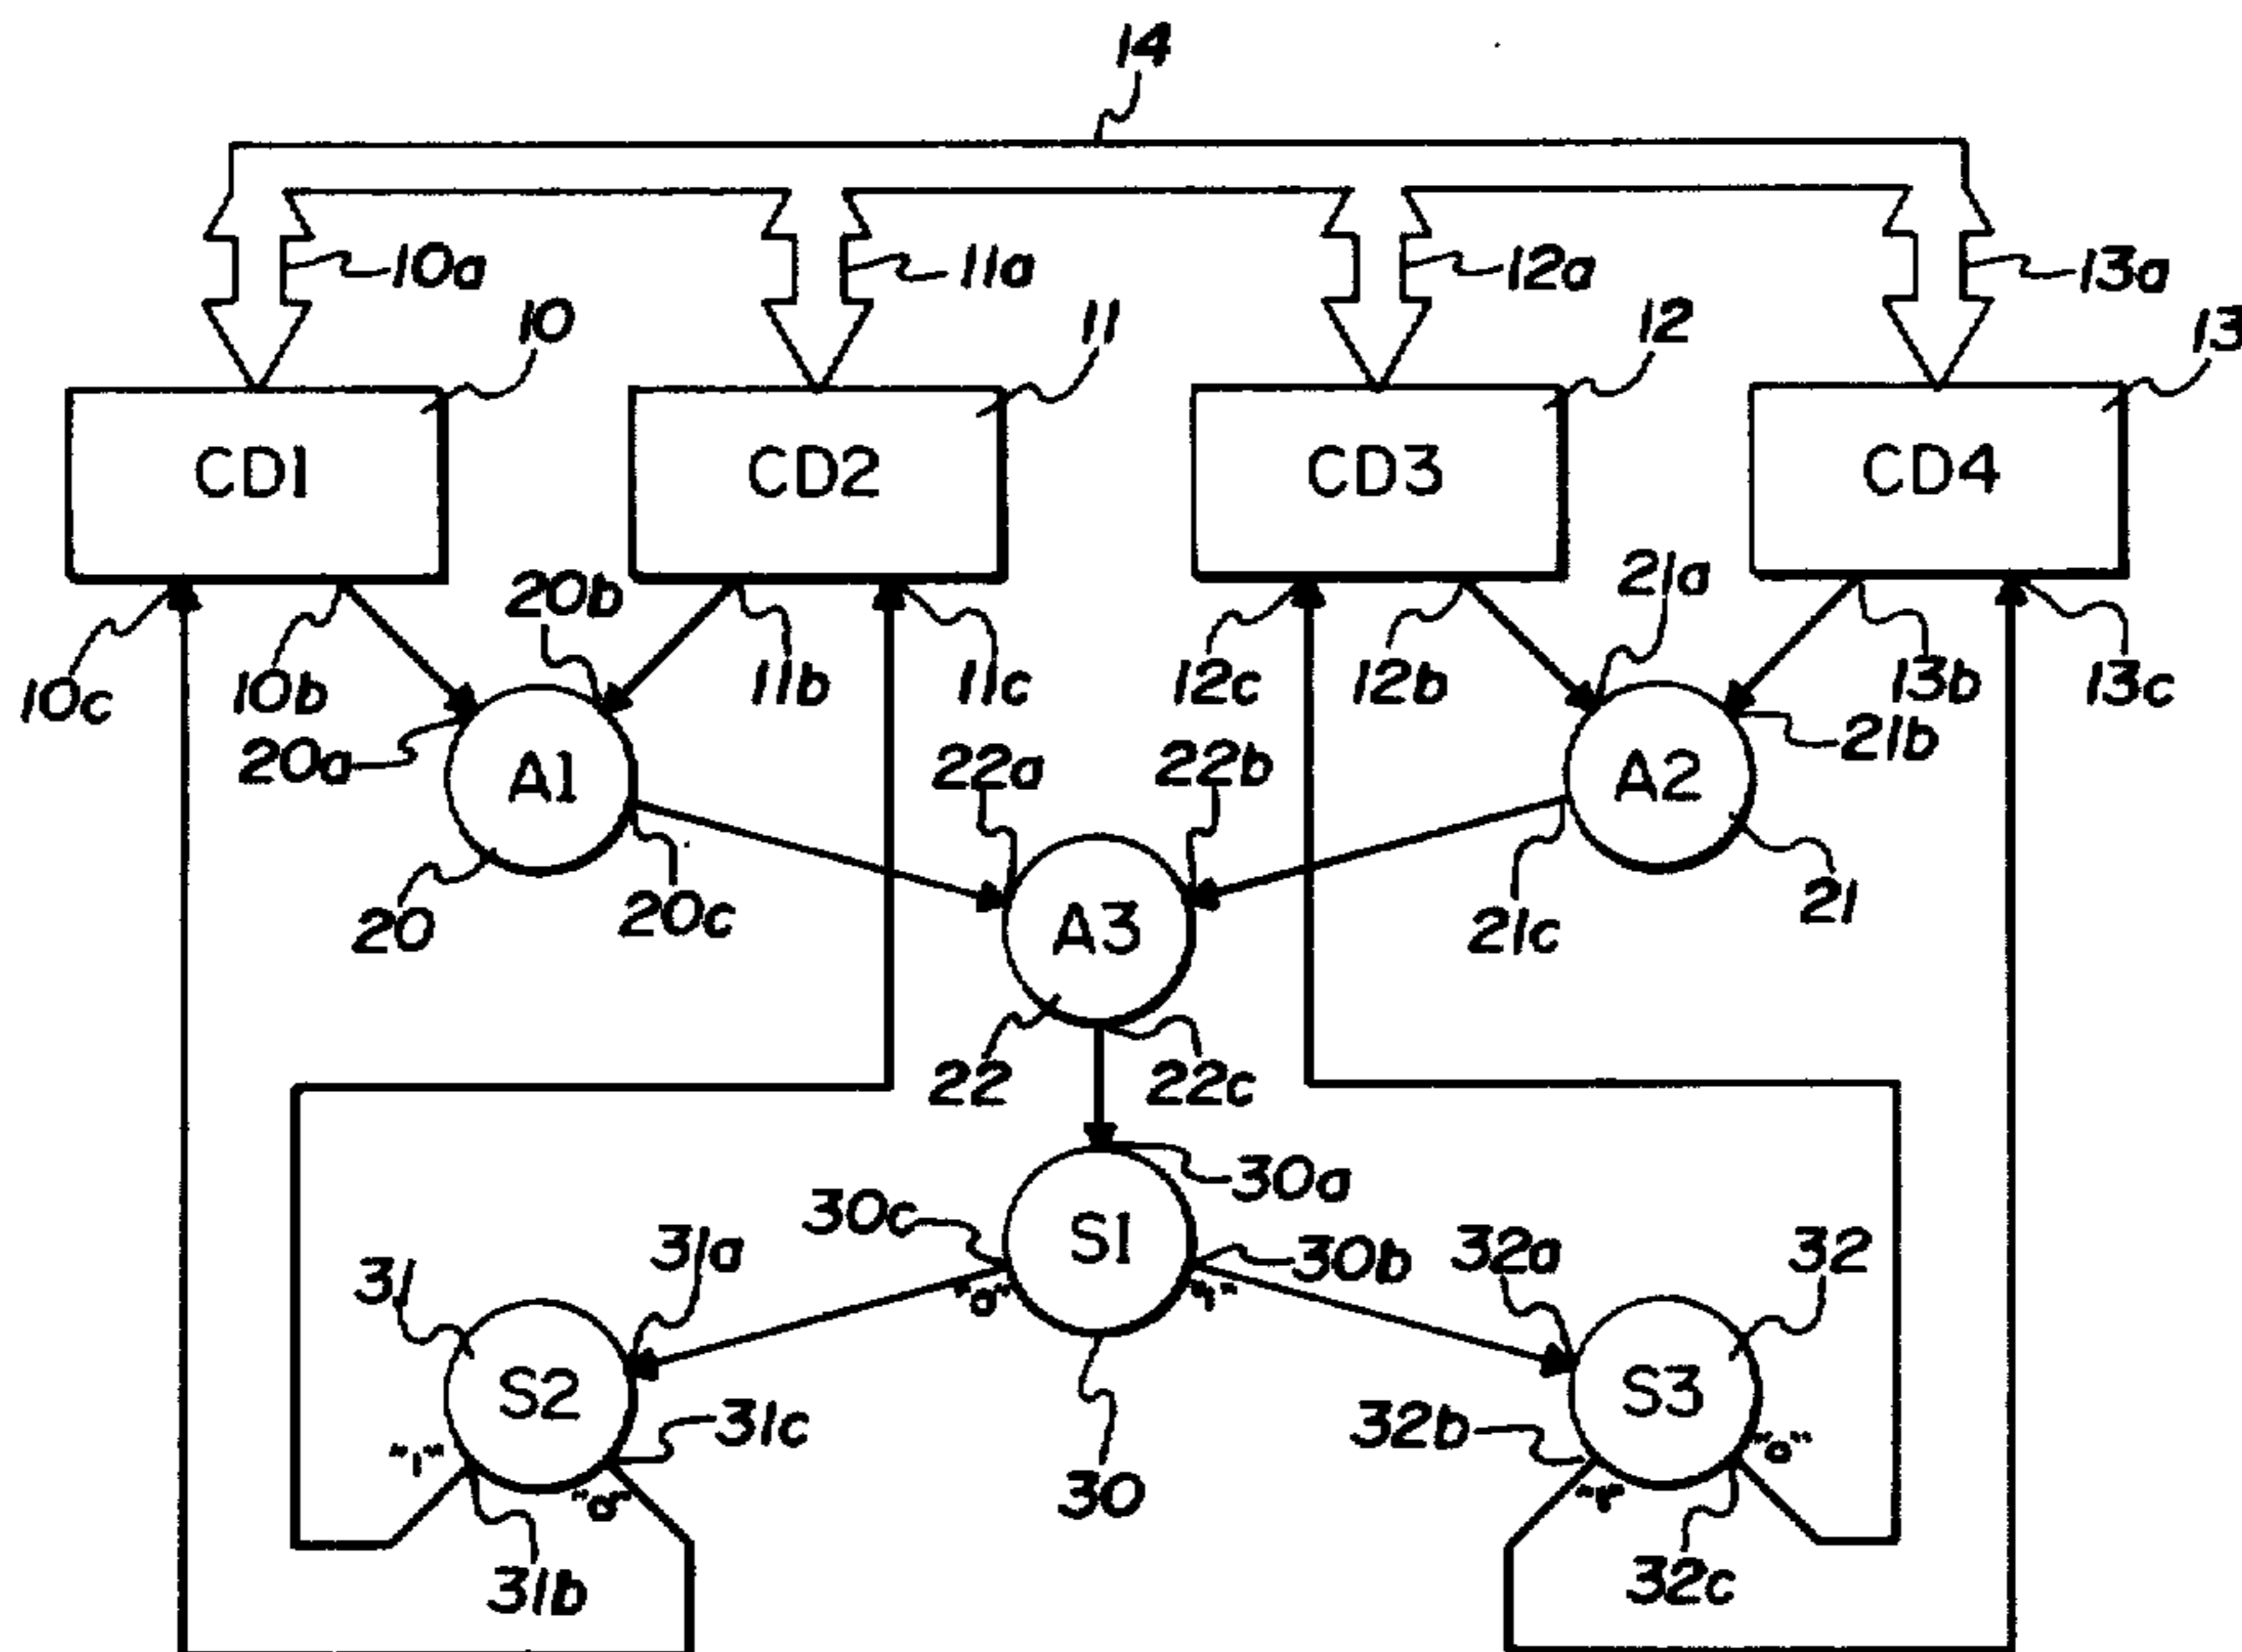 14
10a
11a
12a
13a
10
11
12
13
CD1
CD2
CD3
CD4
20b
21a
10c
10b
11b
11c
12c
12b
13b
13c
20a
A1
22a
22b
A2
21b
20
20c
A3
21c
21
22
22c
30a
30c
S1
30b
31
31a
32a
32
"0"
"1"
S2
31c
32b
S3
"1"
"0"
"0"
30
"1"
31b
32c